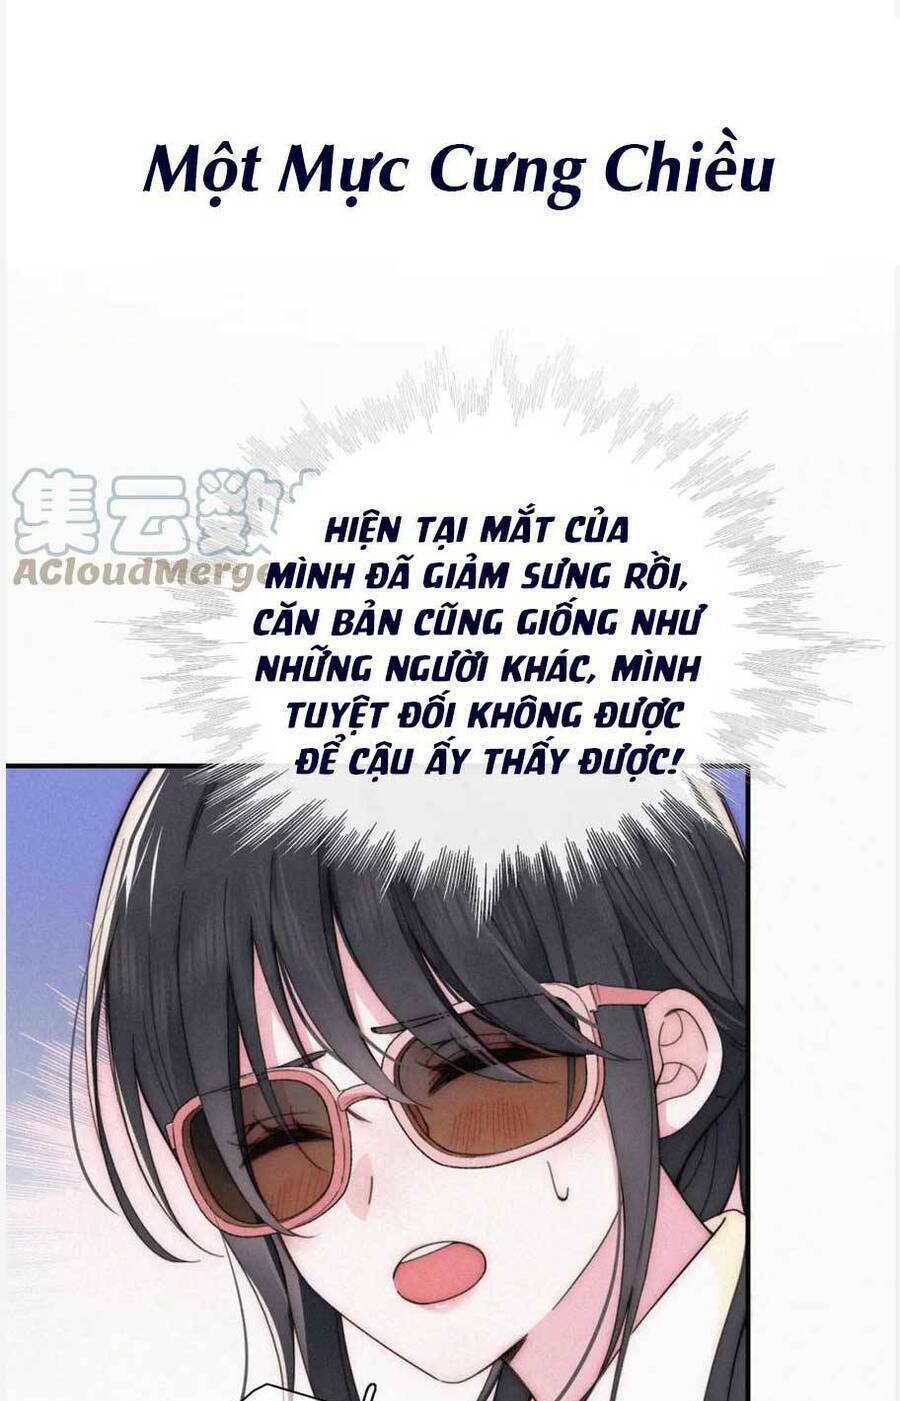 Một Mực Cưng Chiều
集云数
ACloudMerge
HIỆN TẠI MẮT CỦA
MÌNH ĐÃ GIẢM SƯNG RỒI,
CĂN BẢN CŨNG GIỐNG NHƯ
NHỮNG NGƯỜI KHÁC, MÌNH
TUYỆT ĐỐI KHÔNG ĐƯỢC
ĐỂ CẬU ẤY THẤY ĐƯỢC!